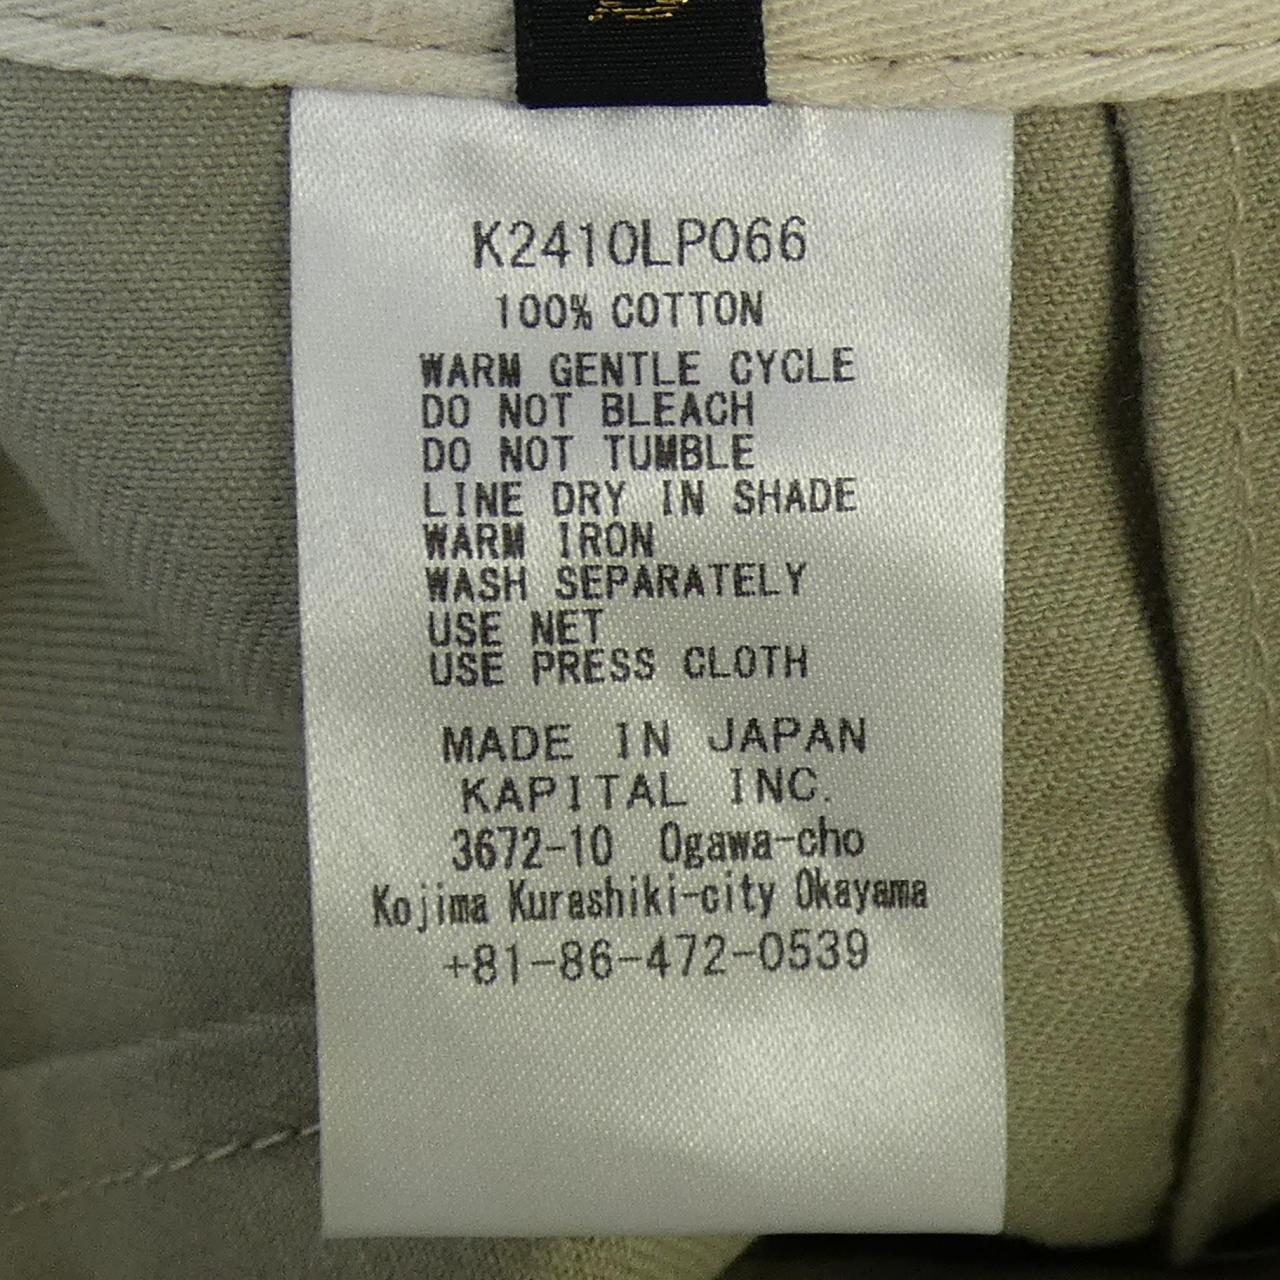 K2410LP066
100% COTTON
WARM GENTLE CYCLE
DO NOT BLEACH
DO NOT TUMBLE
LINE DRY IN SHADE
WARM IRON
WASH SEPARATELY
USE NET
USE PRESS CLOTH
MADE IN JAPAN
KAPITAL INC.
3672-10 Ogawa-cho
Kojima Kurashiki-city Okayama
+81-86-472-0539